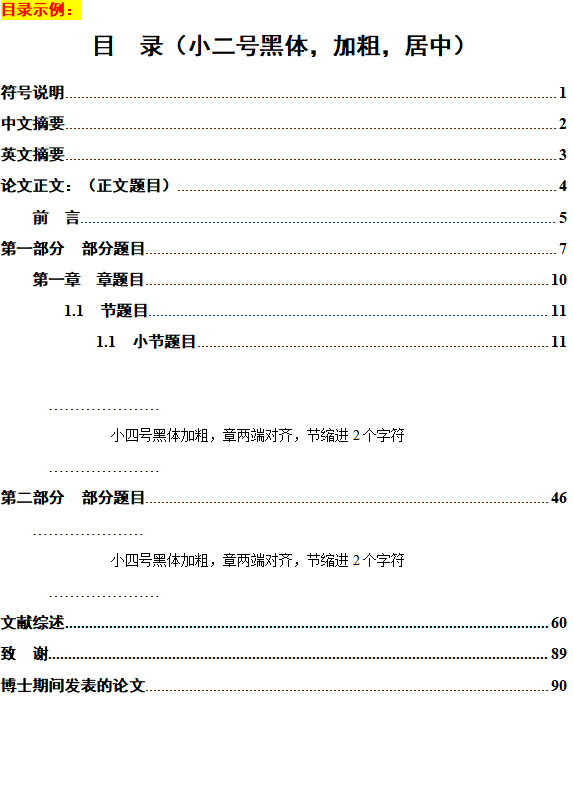 目录示例：
目　录（小二号黑体，加粗，居中）
符号说明........................................1
中文摘要........................................2
英文摘要........................................3
论文正文：（正文题目）........................................4
前　言........................................5
第一部分　部分题目........................................7
第一章　章题目........................................10
1.1　节题目........................................11
1.1　小节题目........................................11
…………………
小四号黑体加粗，章两端对齐，节缩进 2 个字符
…………………
第二部分　部分题目........................................46
…………………
小四号黑体加粗，章两端对齐，节缩进 2 个字符
…………………
文献综述........................................60
致　谢........................................89
博士期间发表的论文........................................90